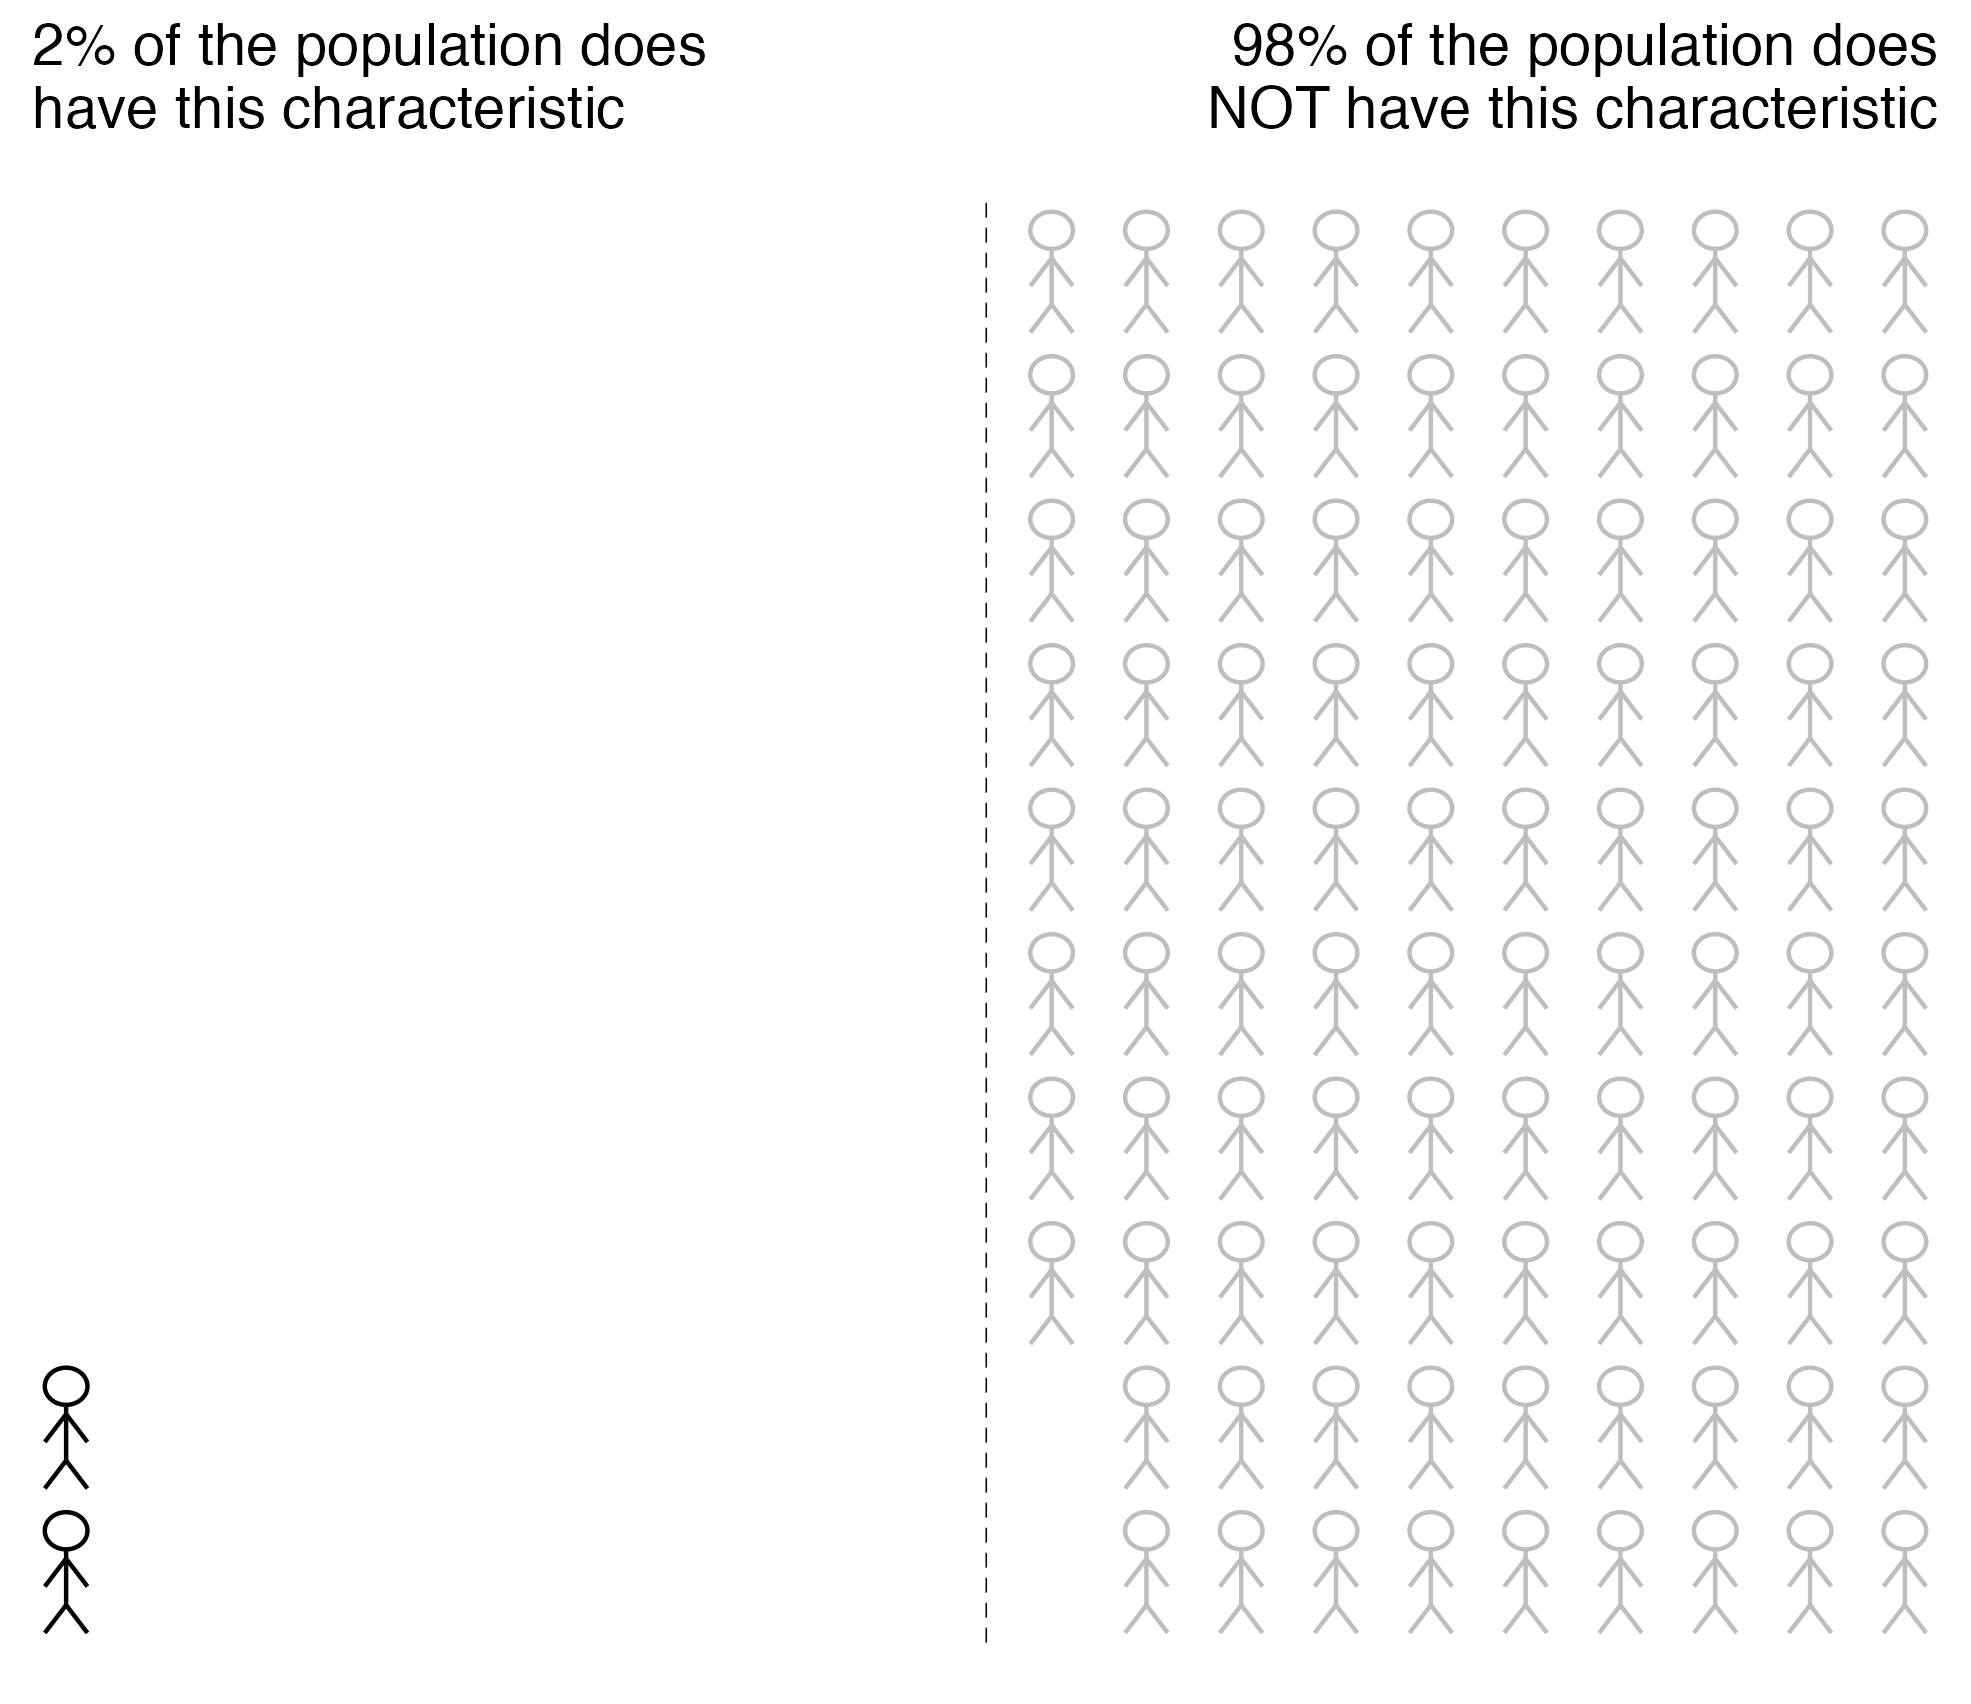 2% of the population does
have this characteristic
98% of the population does
NOT have this characteristic